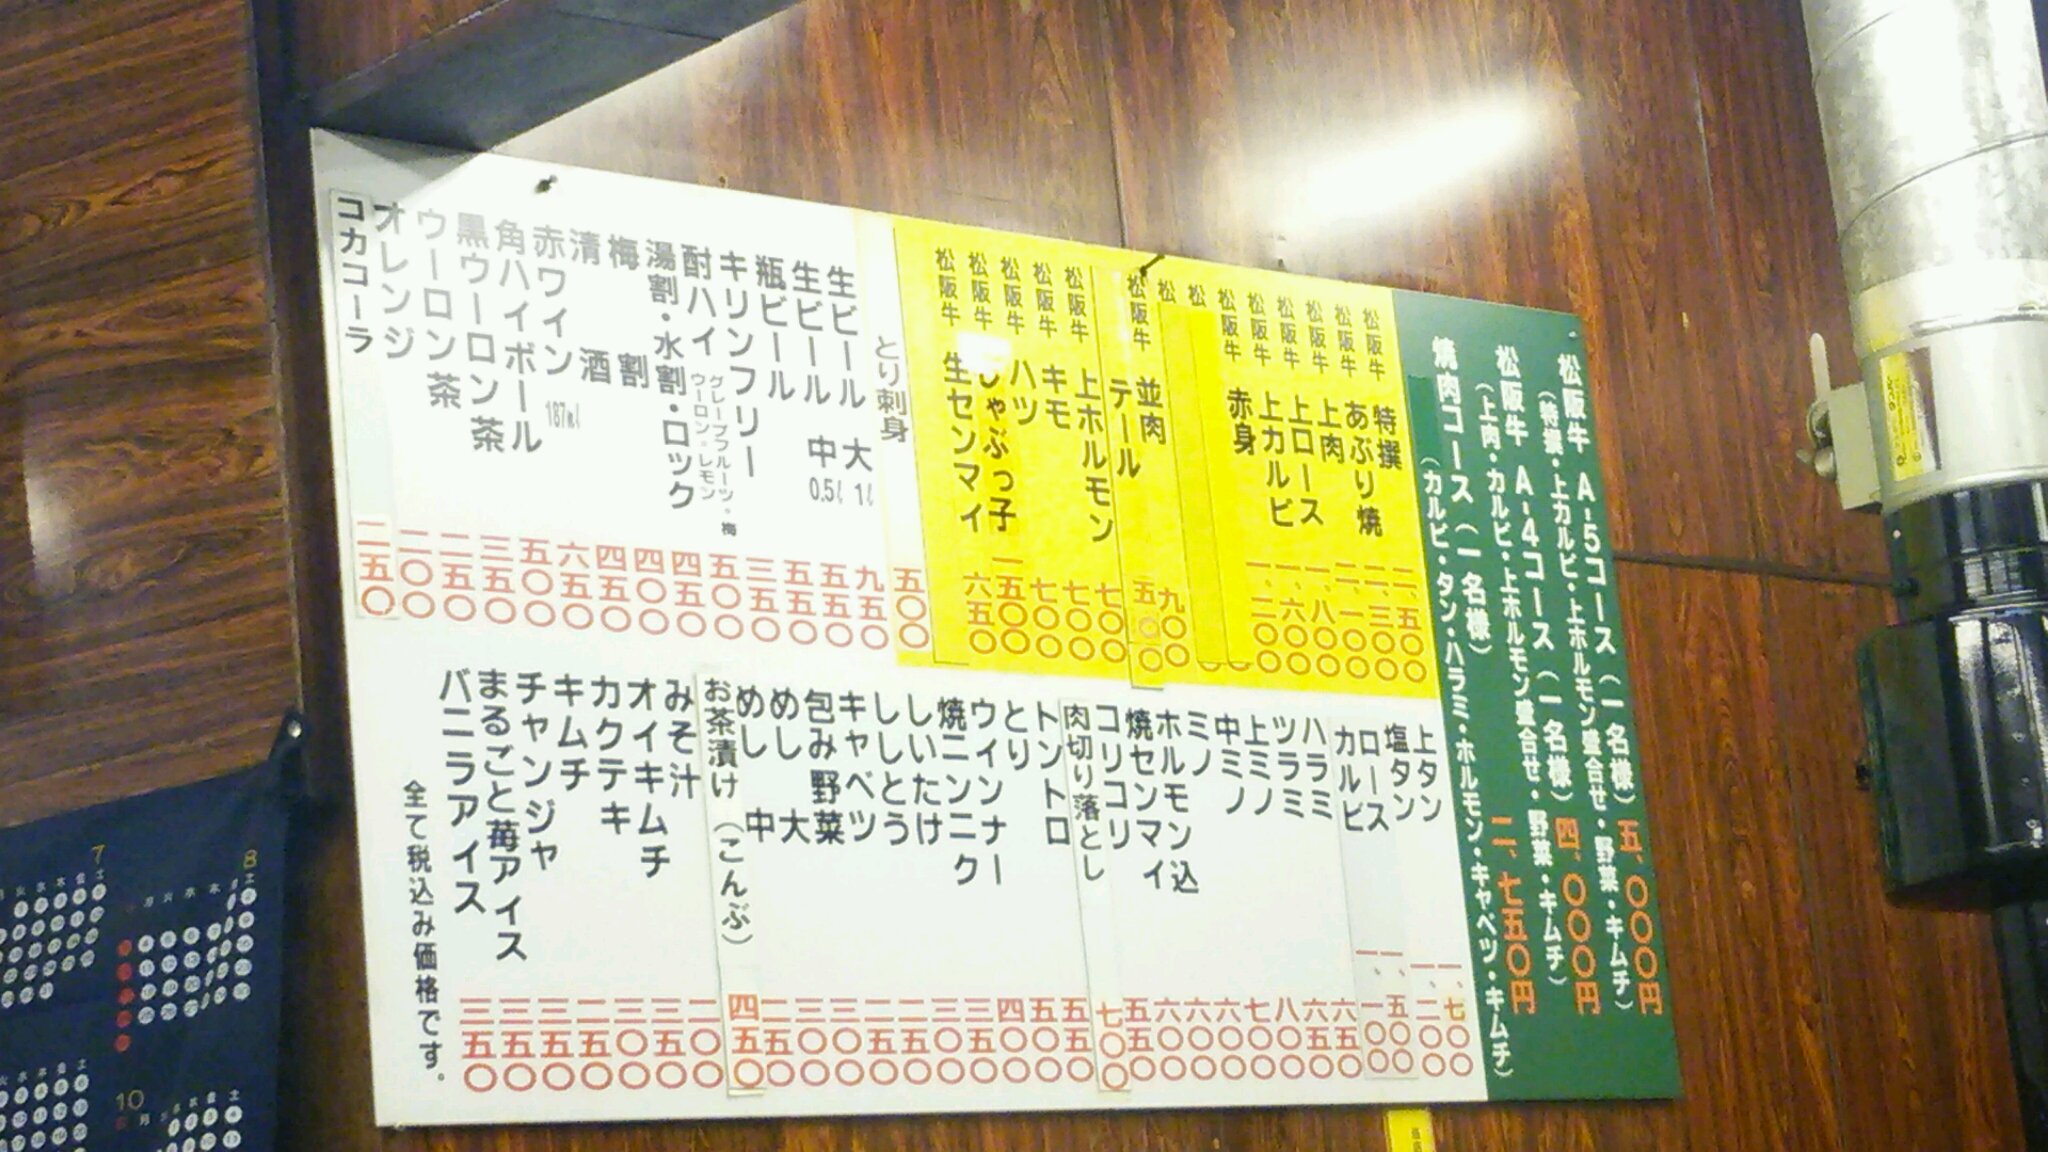 松阪牛 A-5コース（一名様）五、〇〇〇円
（特撰・上カルビ・上ホルモン盛合せ・野菜・キムチ）
松阪牛 A-4コース（一名様）四、〇〇〇円
（上肉・カルビ・上ホルモン盛合せ・野菜・キムチ）
焼肉コース（一名様）二、七五〇円
（カルビ・タン・ハラミ・ホルモン・キャベツ・キムチ）
松阪牛 特撰 二、五〇〇
松阪牛 あぶり焼 二、三〇〇
松阪牛 上肉 二、一〇〇
松阪牛 上ロース 一、八〇〇
松阪牛 上カルビ 一、六〇〇
松阪牛 赤身 一、二〇〇
松
松
松阪牛 並肉 九〇〇
テール 五〇〇
松阪牛 上ホルモン 七〇〇
松阪牛 キモ 七〇〇
松阪牛 ハツ 七〇〇
松阪牛 しゃぶっ子 一五〇〇
松阪牛 生センマイ 六五〇
とり刺身 五〇〇
生ビール 大 1ℓ 九五〇
生ビール 中 0.5ℓ 五五〇
瓶ビール 五五〇
キリンフリー 三五〇
酎ハイ グレープフルーツ・梅 ウーロン・レモン 五〇〇
湯割・水割・ロック 四五〇
梅割 四〇〇
清酒 四五〇
赤ワイン 187ml 六五〇
角ハイボール 五〇〇
黒ウーロン茶 三五〇
ウーロン茶 二五〇
オレンジ 二〇〇
コカコーラ 二五〇
上タン 一、七〇〇
塩タン 一、二〇〇
ロース 一、五〇〇
カルビ 一、一〇〇
ハラミ 六五〇
ツラミ 六五〇
上ミノ 八〇〇
中ミノ 七〇〇
ミノ 六〇〇
ホルモン込 六〇〇
焼センマイ 六〇〇
コリコリ 五五〇
肉切り落とし 七〇〇
トントロ 五五〇
とり 五〇〇
ウインナー 四〇〇
焼ニンニク 三〇〇
しいたけ 三〇〇
ししとう 二五〇
キャベツ 二五〇
包み野菜 三〇〇
めし 大 三〇〇
めし 中 二五〇
お茶漬け（こんぶ） 四五〇
みそ汁 一〇〇
オイキムチ 三五〇
カクテキ 三〇〇
キムチ 二五〇
チャンジャ 三五〇
まるごと苺アイス 三五〇
バニラアイス 三五〇
全て税込み価格です。
7
8
10
月